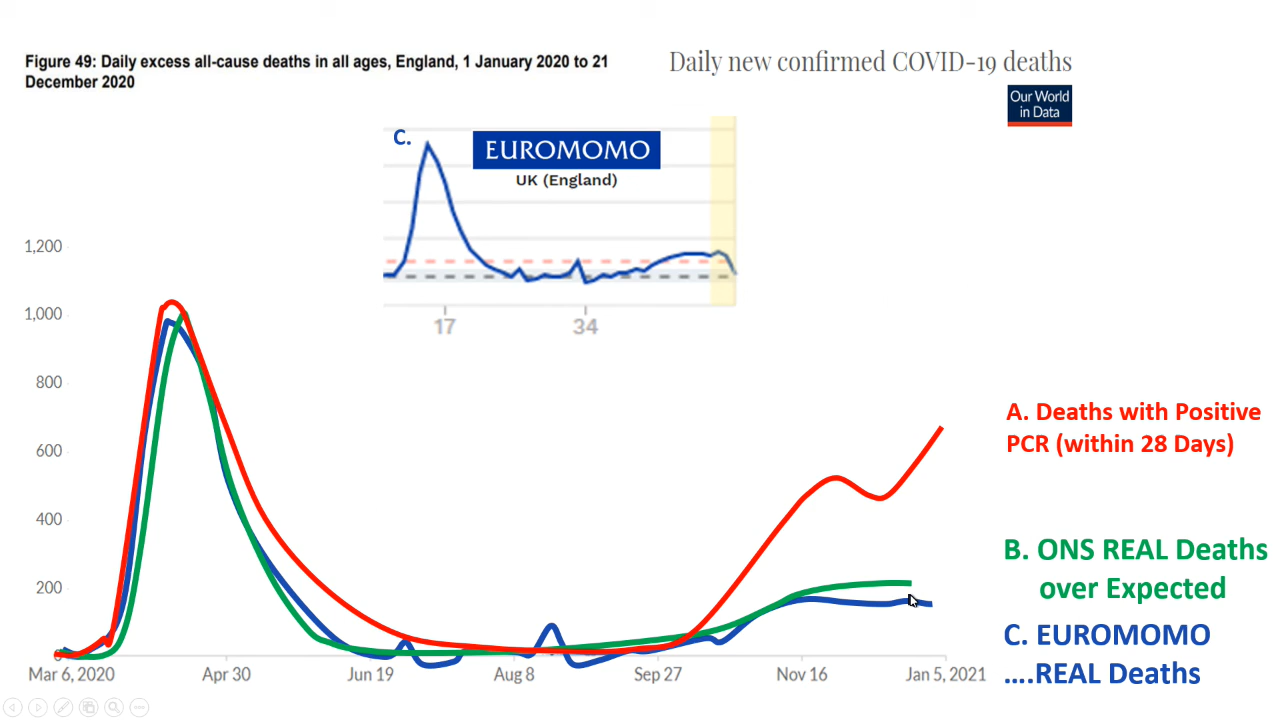 Figure 49: Daily excess all-cause deaths in all ages, England, 1 January 2020 to 21
December 2020
Daily new confirmed COVID-19 deaths
Our World
in Data
C.
EUROMOMO
UK (England)
17
34
1,200
1,000
800
600
400
200
0
Mar 6, 2020
Apr 30
Jun 19
Aug 8
Sep 27
Nov 16
Jan 5, 2021
A. Deaths with Positive
PCR (within 28 Days)
B. ONS REAL Deaths
over Expected
C. EUROMOMO
....REAL Deaths